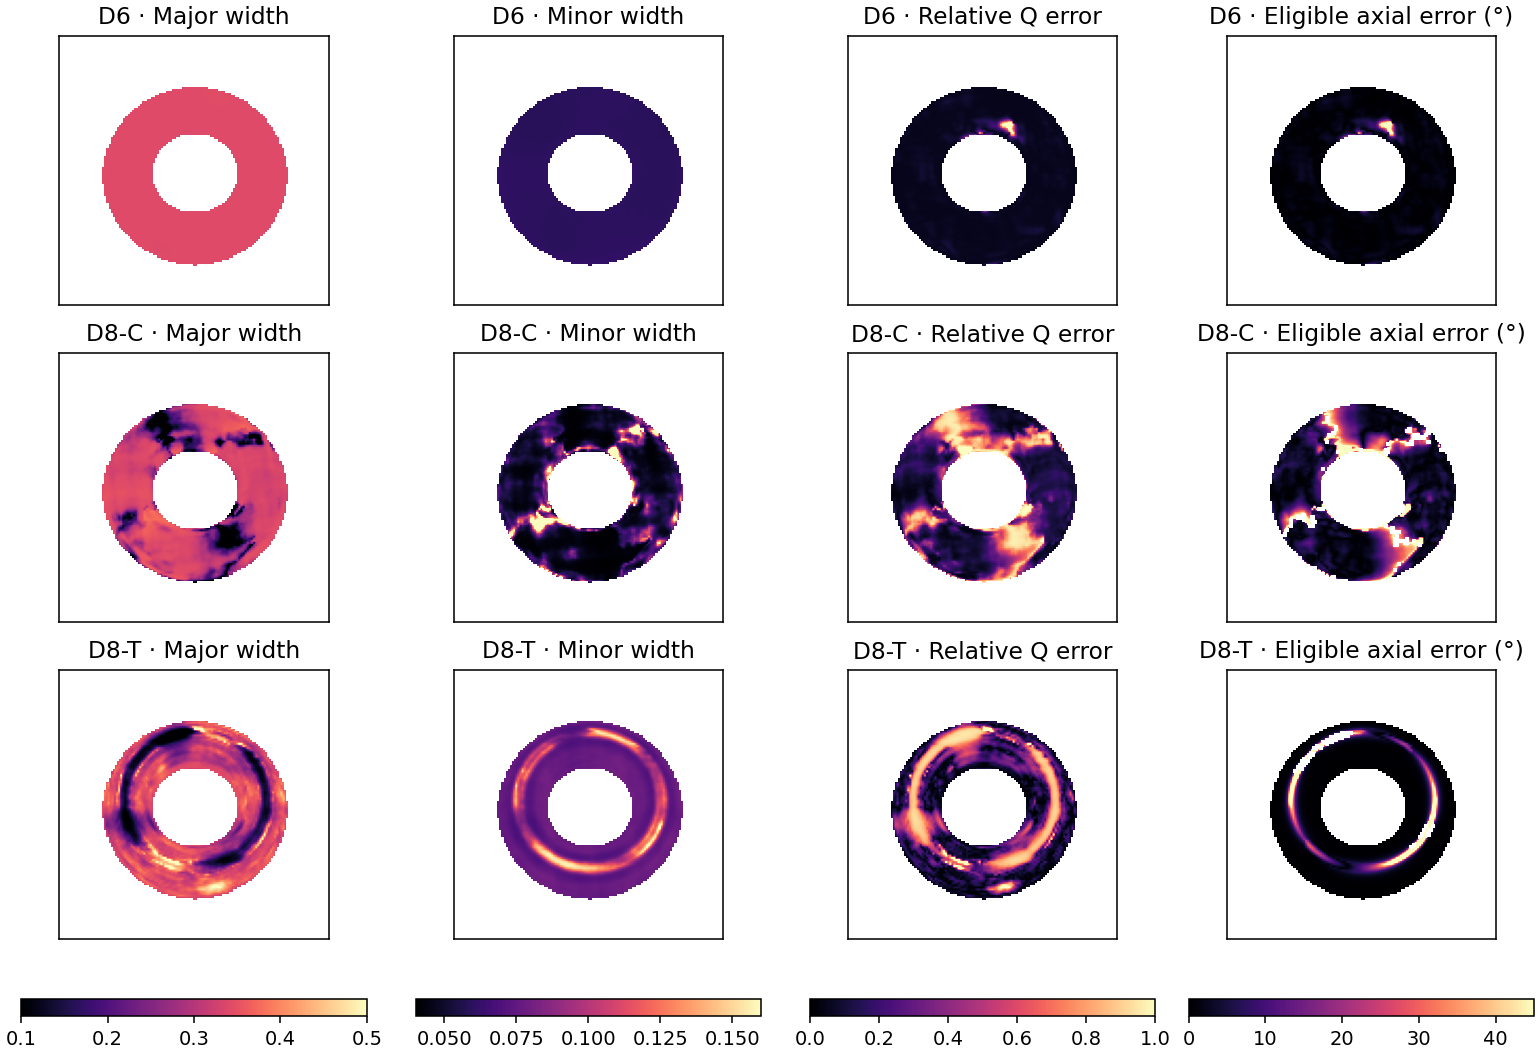 D6 · Major width
D6 · Minor width
D6 · Relative Q error
D6 · Eligible axial error (°)
D8-C · Major width
D8-C · Minor width
D8-C · Relative Q error
D8-C · Eligible axial error (°)
D8-T · Major width
D8-T · Minor width
D8-T · Relative Q error
D8-T · Eligible axial error (°)
0.1 0.2 0.3 0.4 0.5
0.050 0.075 0.100 0.125 0.150
0.0 0.2 0.4 0.6 0.8 1.0
0 10 20 30 40